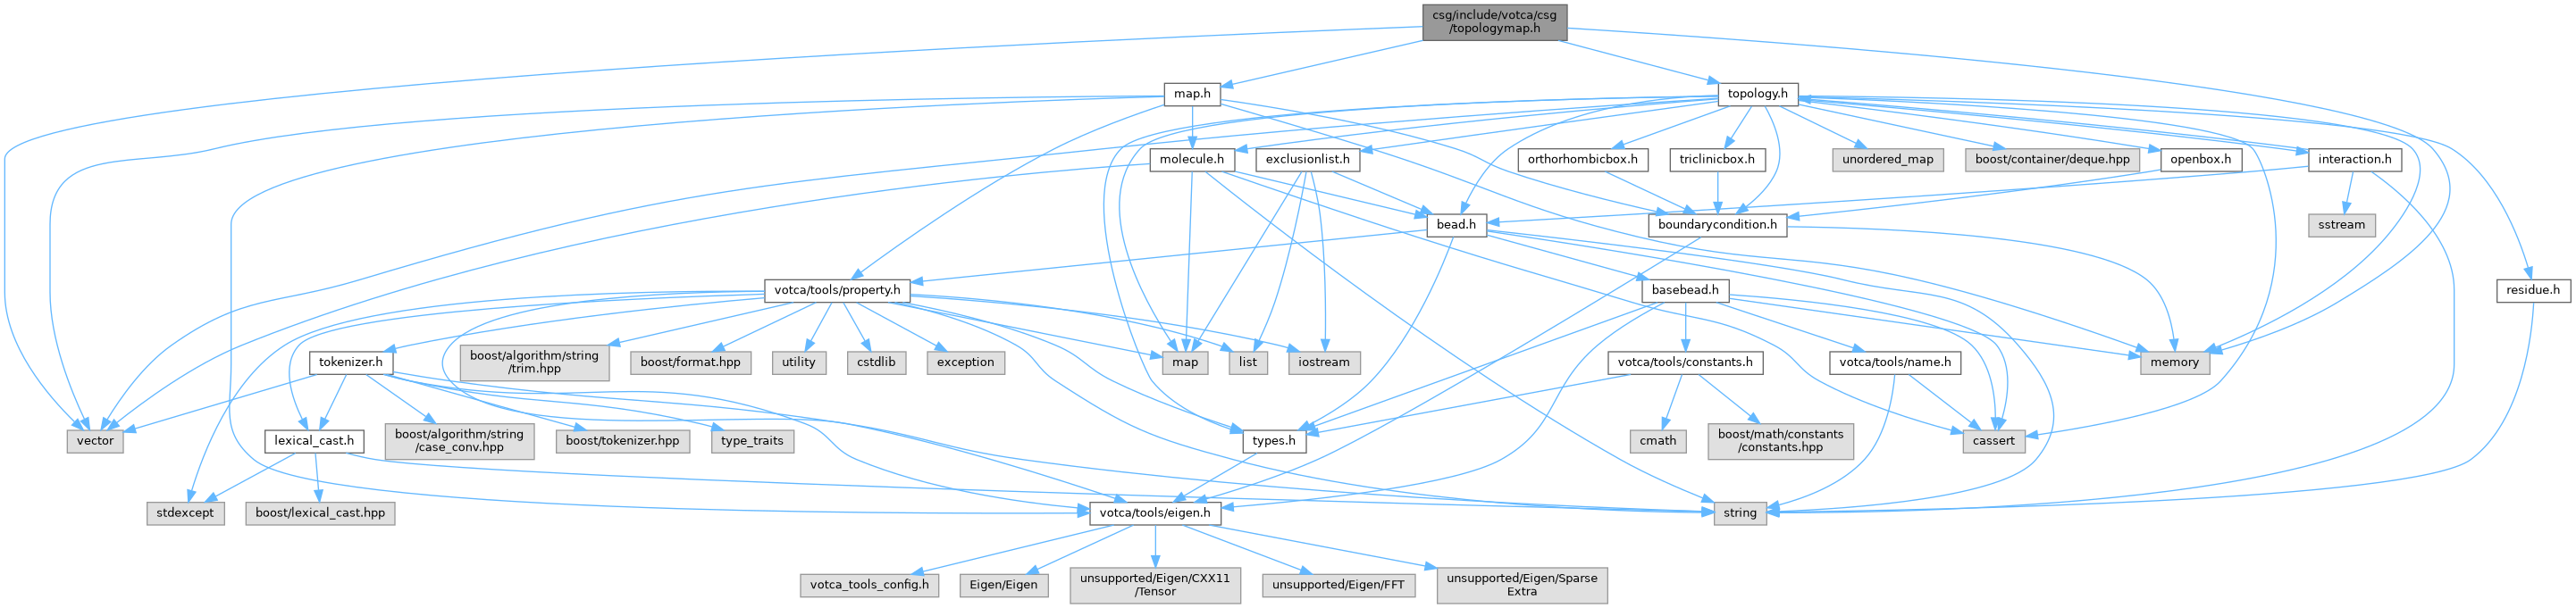 csg/include/votca/csg
/topologymap.h
map.h
topology.h
molecule.h
exclusionlist.h
orthorhombicbox.h
triclinicbox.h
unordered_map
boost/container/deque.hpp
openbox.h
interaction.h
bead.h
boundarycondition.h
sstream
votca/tools/property.h
basebead.h
residue.h
tokenizer.h
boost/algorithm/string
/trim.hpp
boost/format.hpp
utility
cstdlib
exception
map
list
iostream
votca/tools/constants.h
votca/tools/name.h
memory
vector
lexical_cast.h
boost/algorithm/string
/case_conv.hpp
boost/tokenizer.hpp
type_traits
types.h
cmath
boost/math/constants
/constants.hpp
cassert
stdexcept
boost/lexical_cast.hpp
votca/tools/eigen.h
string
votca_tools_config.h
Eigen/Eigen
unsupported/Eigen/CXX11
/Tensor
unsupported/Eigen/FFT
unsupported/Eigen/Sparse
Extra